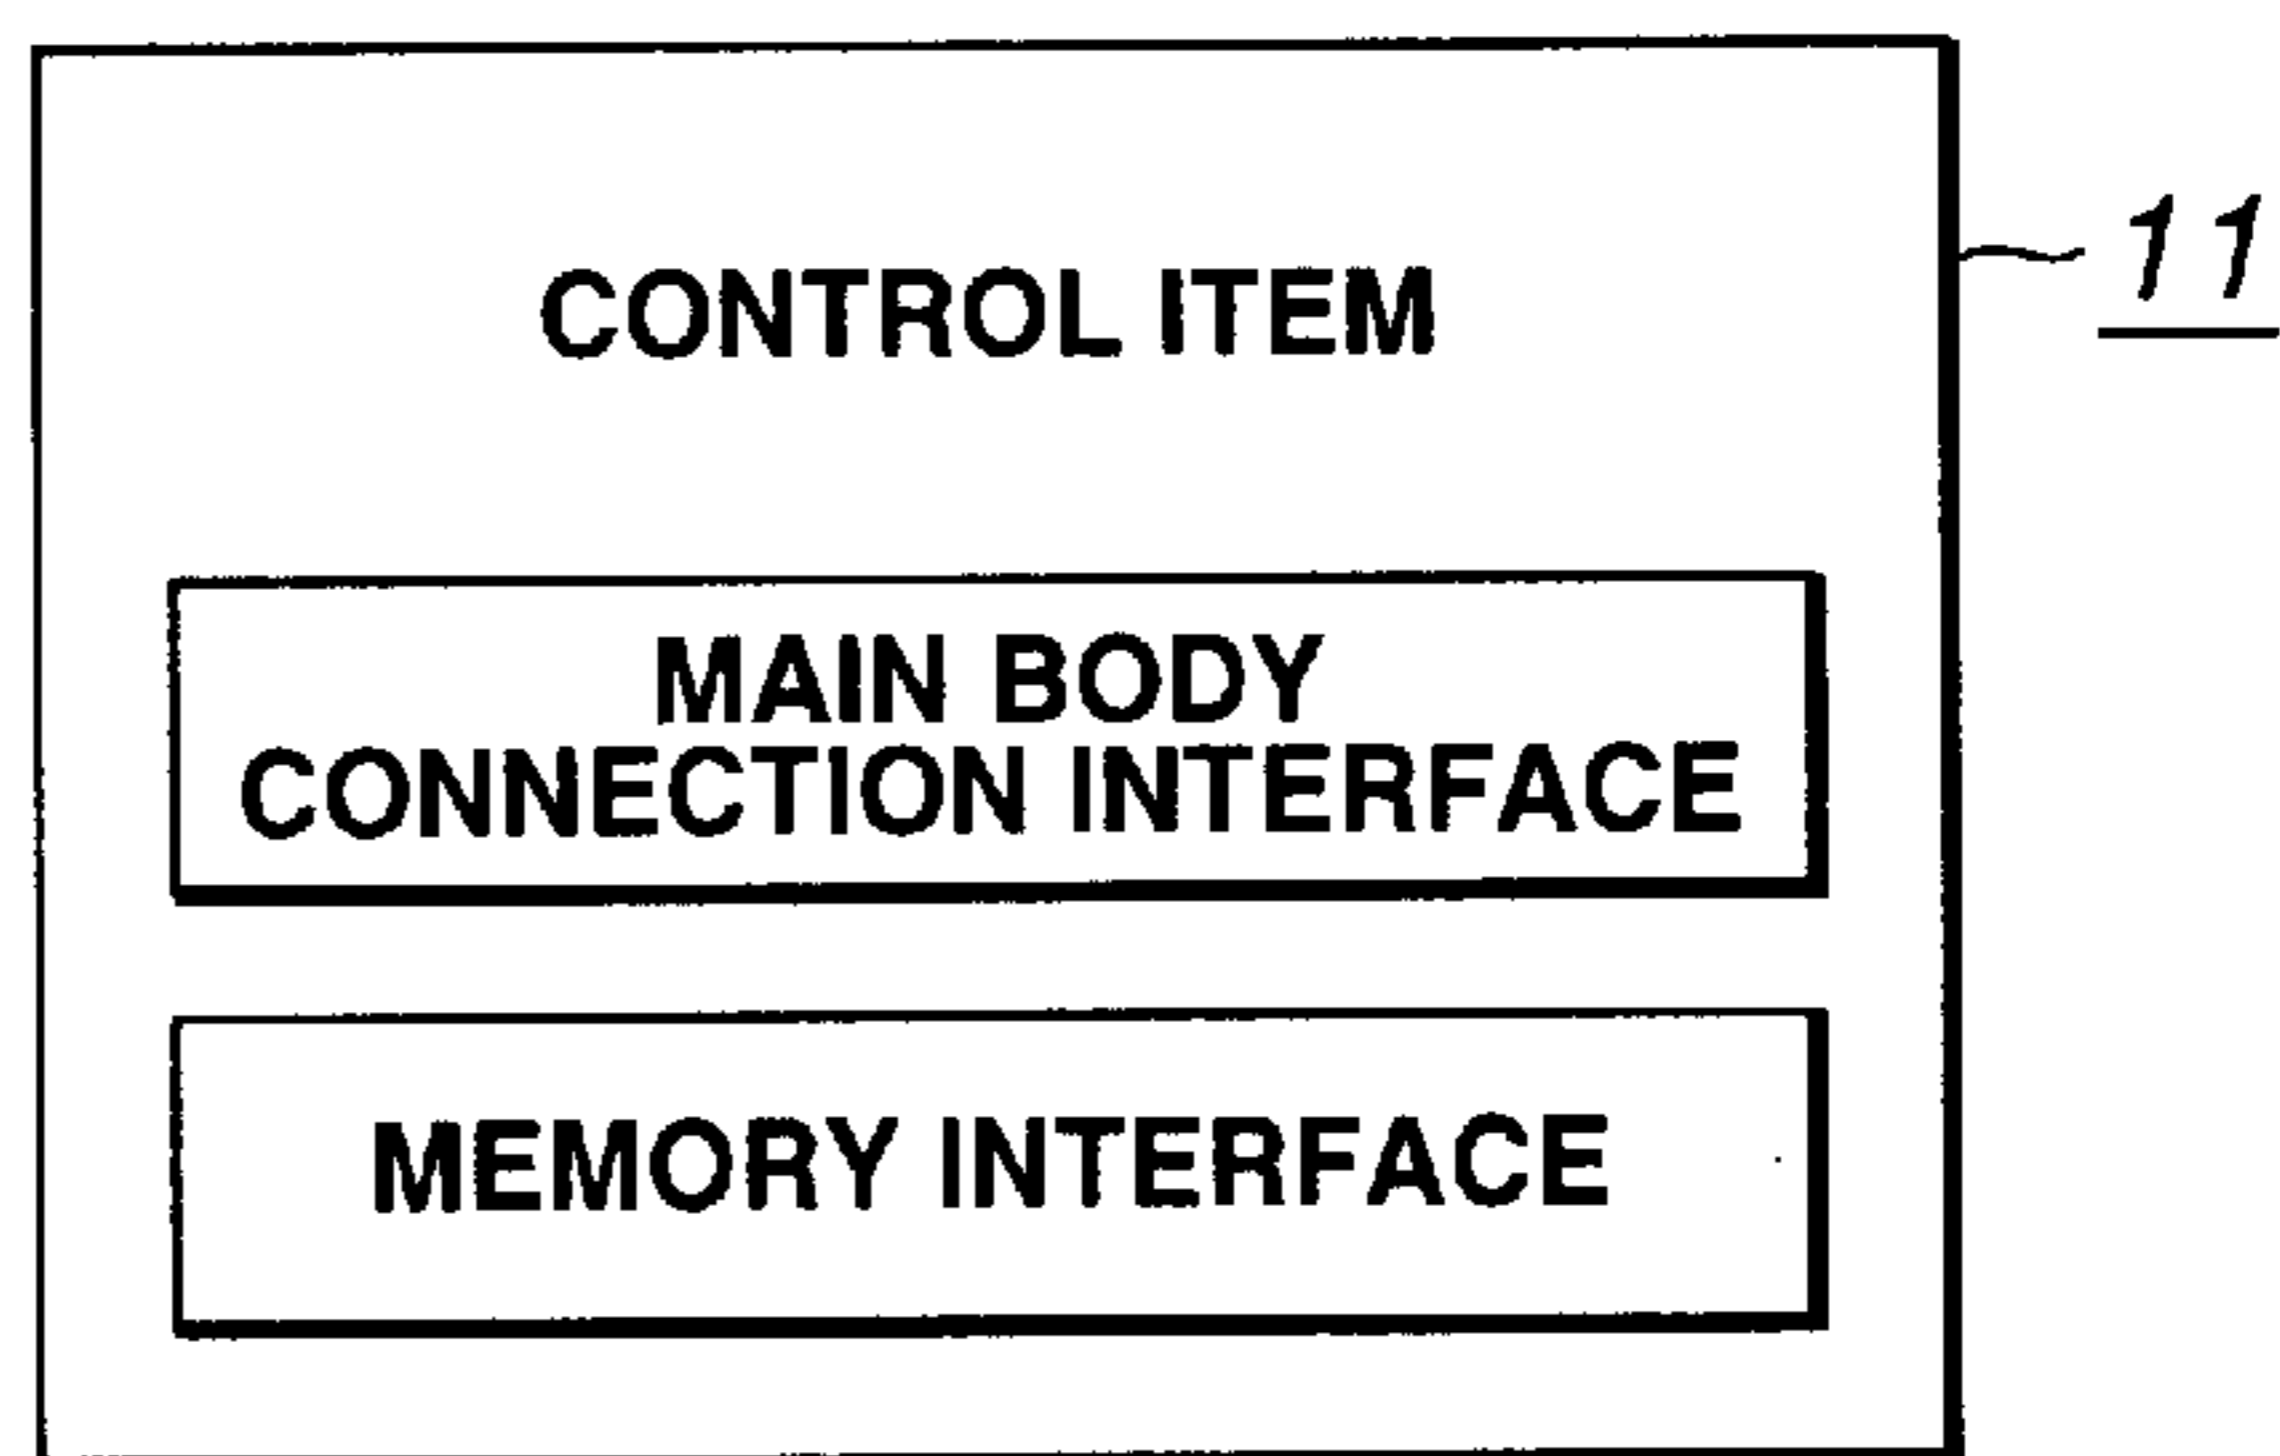 CONTROL ITEM
11
MAIN BODY
CONNECTION INTERFACE
MEMORY INTERFACE